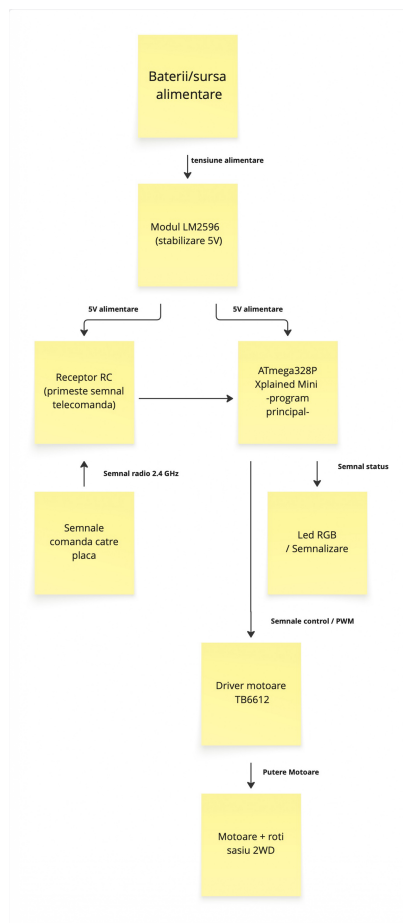 Baterii/sursa
alimentare
tensiune alimentare
Modul LM2596
(stabilizare 5V)
5V alimentare
5V alimentare
Receptor RC
(primeste semnal
telecomanda)
ATmega328P
Xplained Mini
-program
principal-
Semnal radio 2.4 GHz
Semnal status
Semnale
comanda catre
placa
Led RGB
/ Semnalizare
Semnale control / PWM
Driver motoare
TB6612
Putere Motoare
Motoare + roti
sasiu 2WD